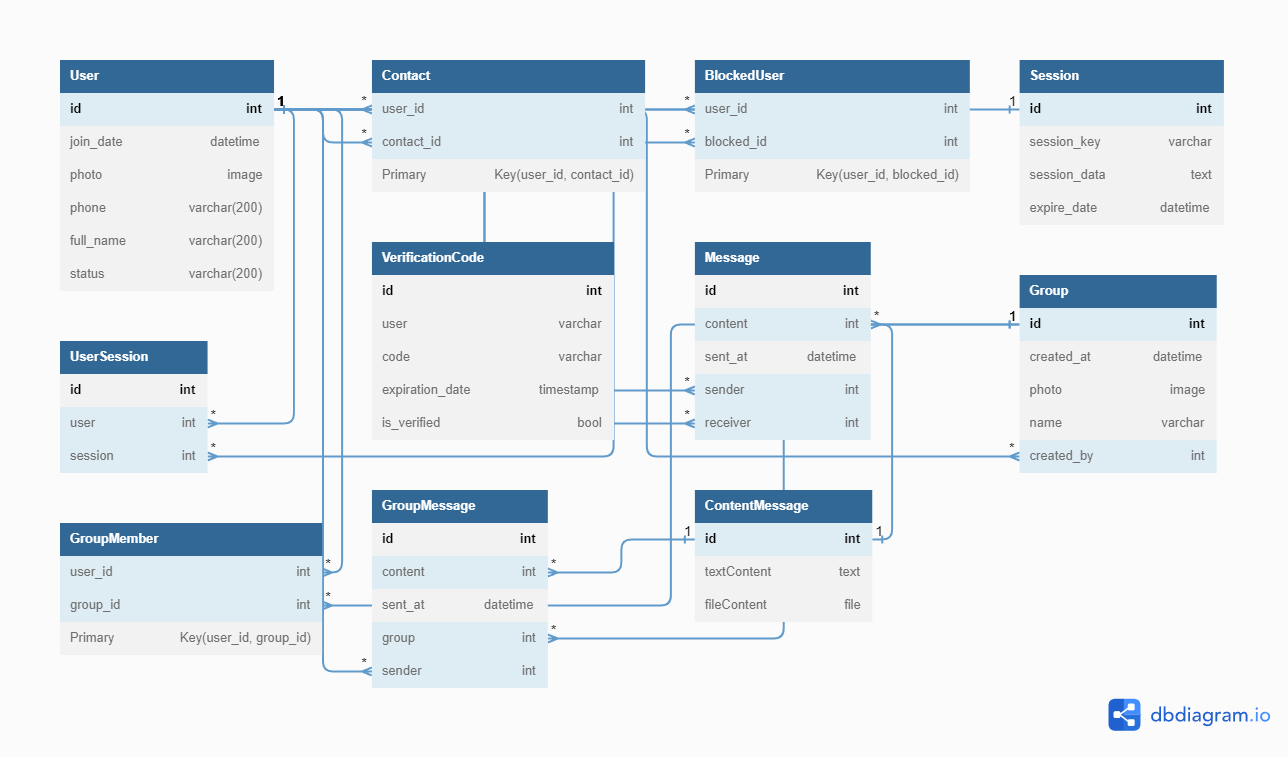 User
id int
join_date datetime
photo image
phone varchar(200)
full_name varchar(200)
status varchar(200)
1
Contact
* user_id int
* contact_id int
Primary Key(user_id, contact_id)
BlockedUser
* user_id int
* blocked_id int
Primary Key(user_id, blocked_id)
Session
1 id int
session_key varchar
session_data text
expire_date datetime
VerificationCode
id int
user varchar
code varchar
expiration_date timestamp
is_verified bool
Message
id int
content int *
sent_at datetime
* sender int
* receiver int
Group
1 id int
created_at datetime
photo image
name varchar
* created_by int
UserSession
id int
user int *
session int *
GroupMember
user_id int *
group_id int *
Primary Key(user_id, group_id)
GroupMessage
id int
content int *
sent_at datetime
group int *
* sender int
ContentMessage
1 id int 1
textContent text
fileContent file
dbdiagram.io